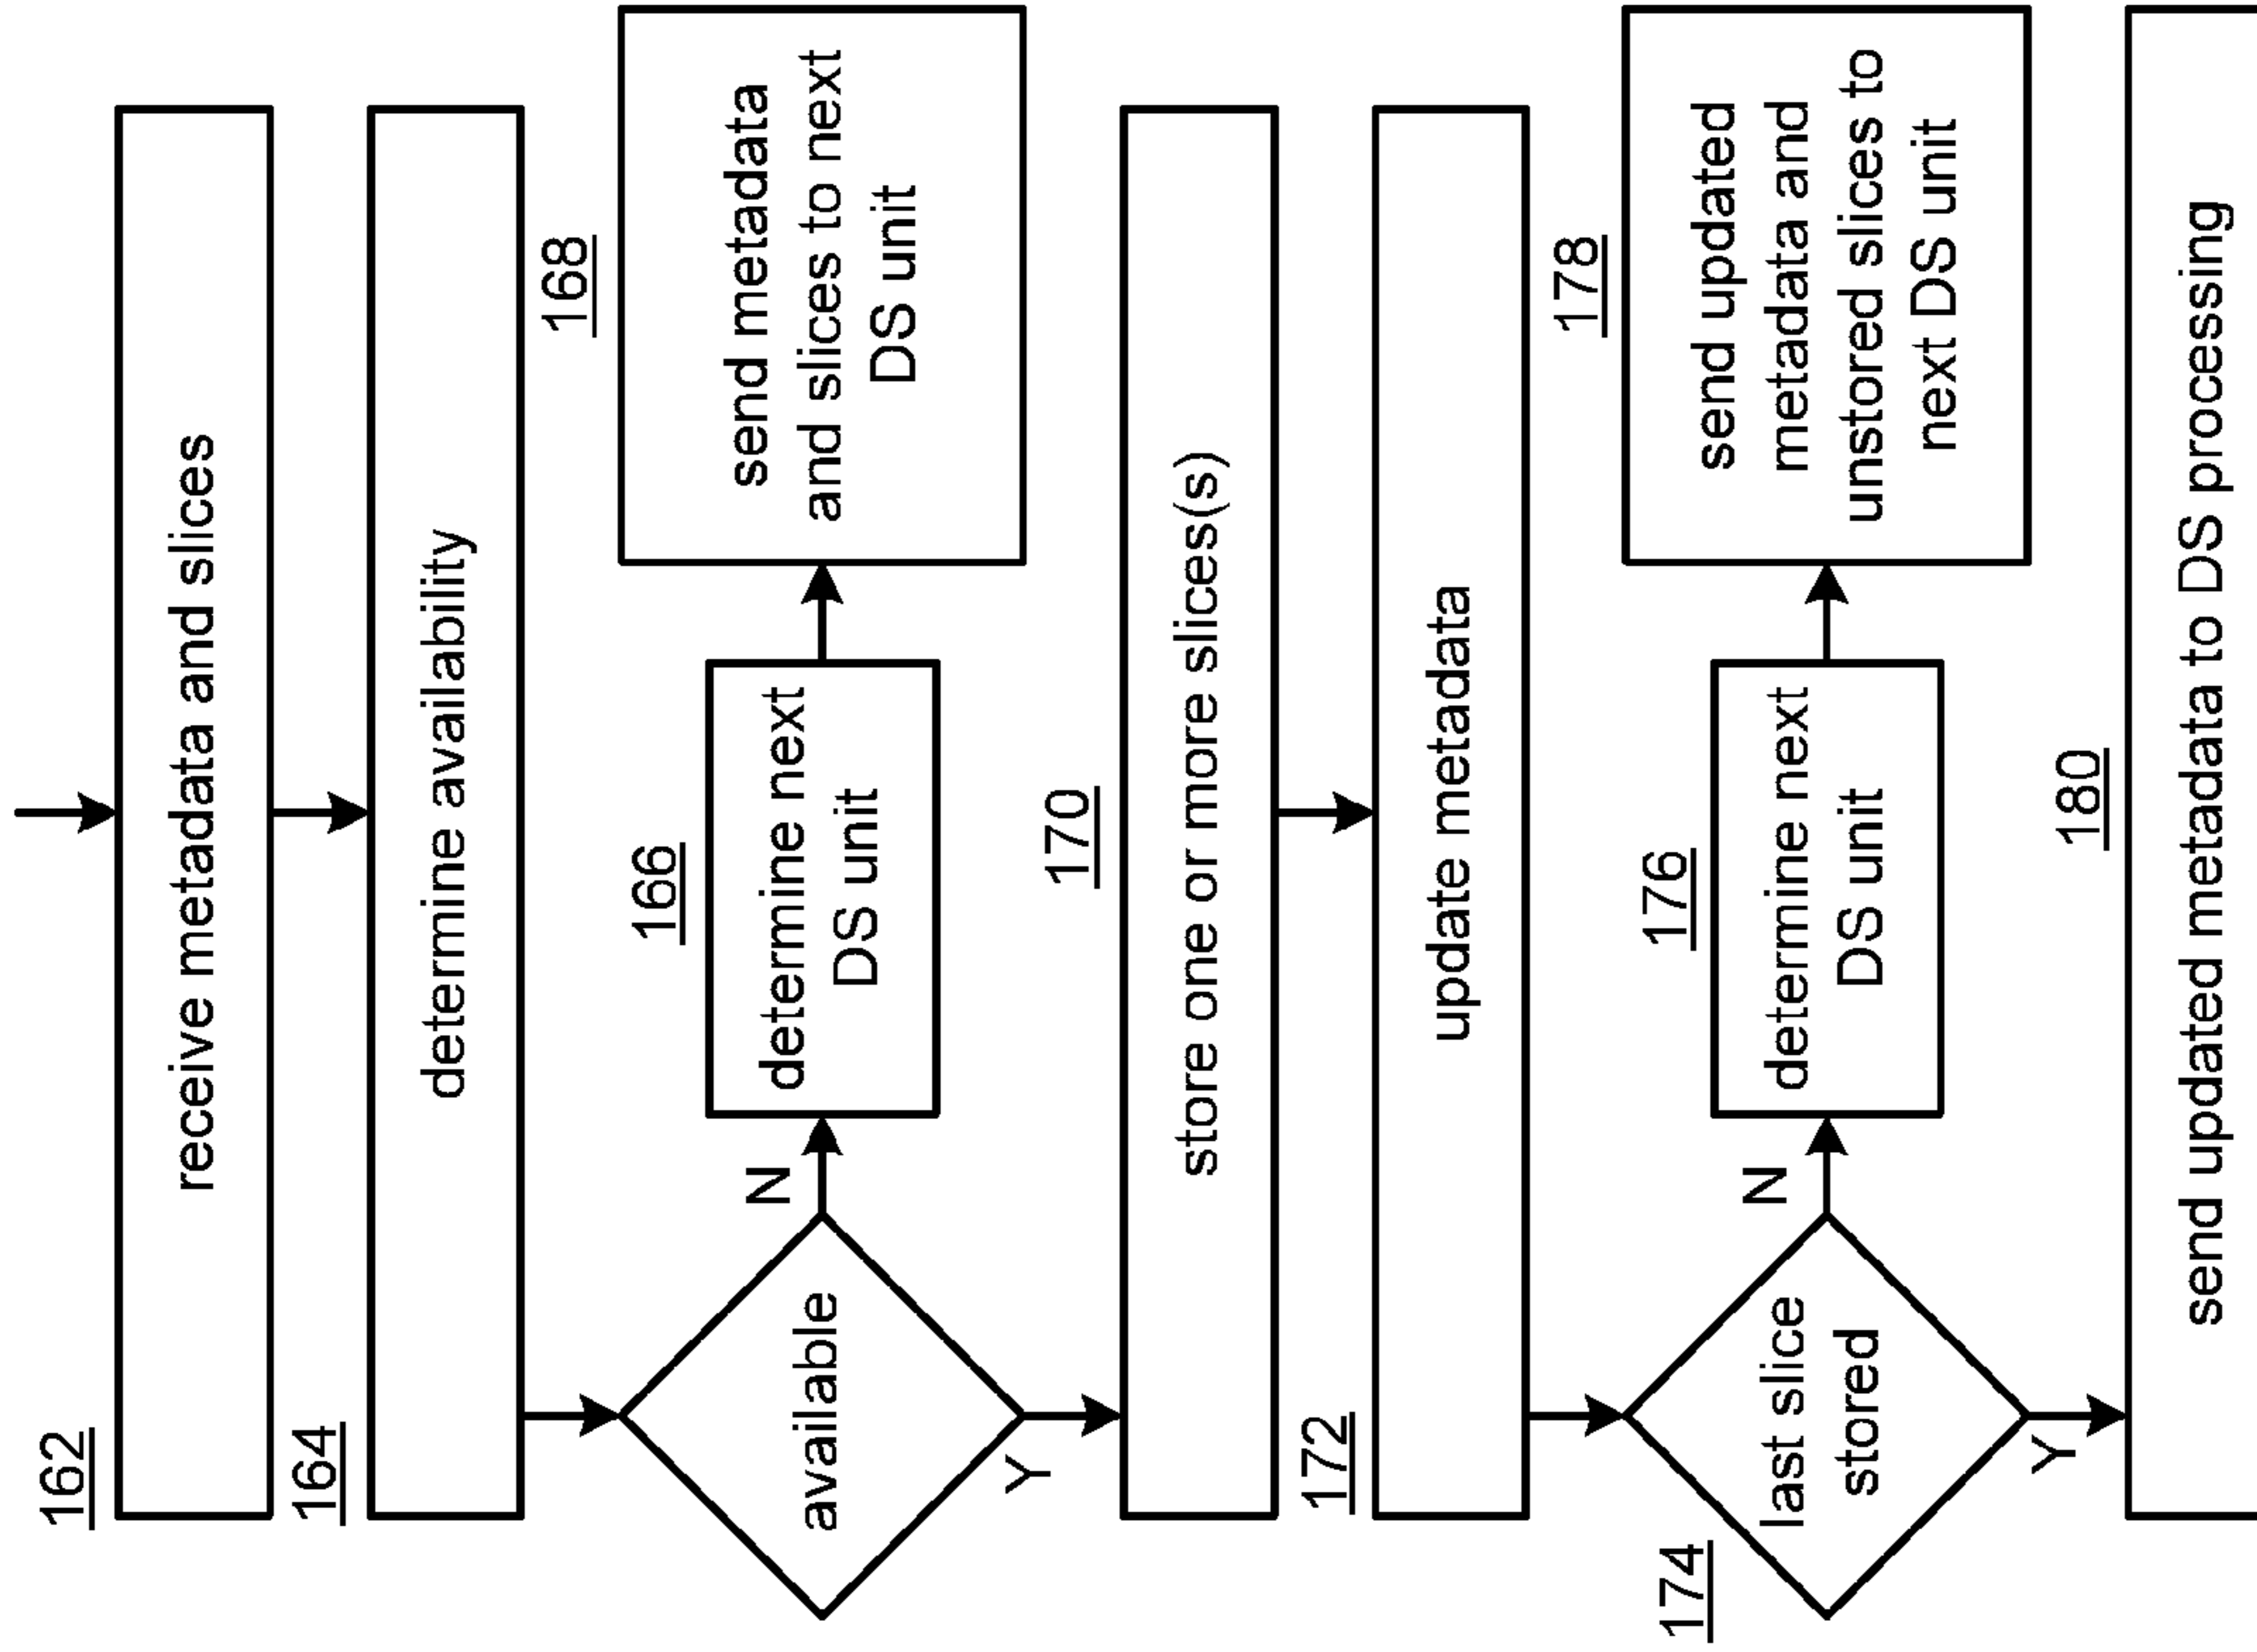 162
receive metadata and slices
164
determine availability
available
N
Y
166
determine next
DS unit
168
send metadata
and slices to next
DS unit
170
store one or more slices(s)
172
update metadata
174
last slice
stored
N
Y
176
determine next
DS unit
178
send updated
metadata and
unstored slices to
next DS unit
180
send updated metadata to DS processing